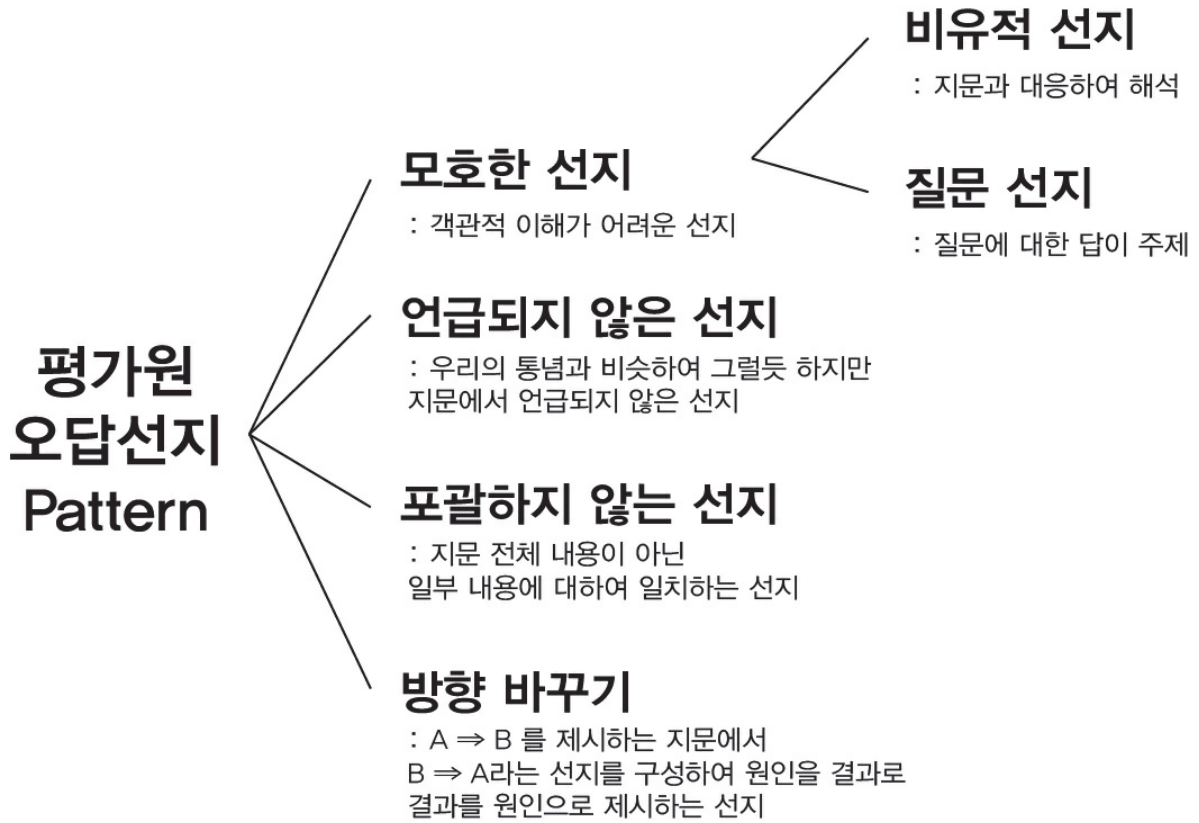 평가원
오답선지
Pattern
모호한 선지
: 객관적 이해가 어려운 선지
비유적 선지
: 지문과 대응하여 해석
질문 선지
: 질문에 대한 답이 주제
언급되지 않은 선지
: 우리의 통념과 비슷하여 그럴듯 하지만
지문에서 언급되지 않은 선지
포괄하지 않는 선지
: 지문 전체 내용이 아닌
일부 내용에 대하여 일치하는 선지
방향 바꾸기
: A ⇒ B 를 제시하는 지문에서
B ⇒ A라는 선지를 구성하여 원인을 결과로
결과를 원인으로 제시하는 선지